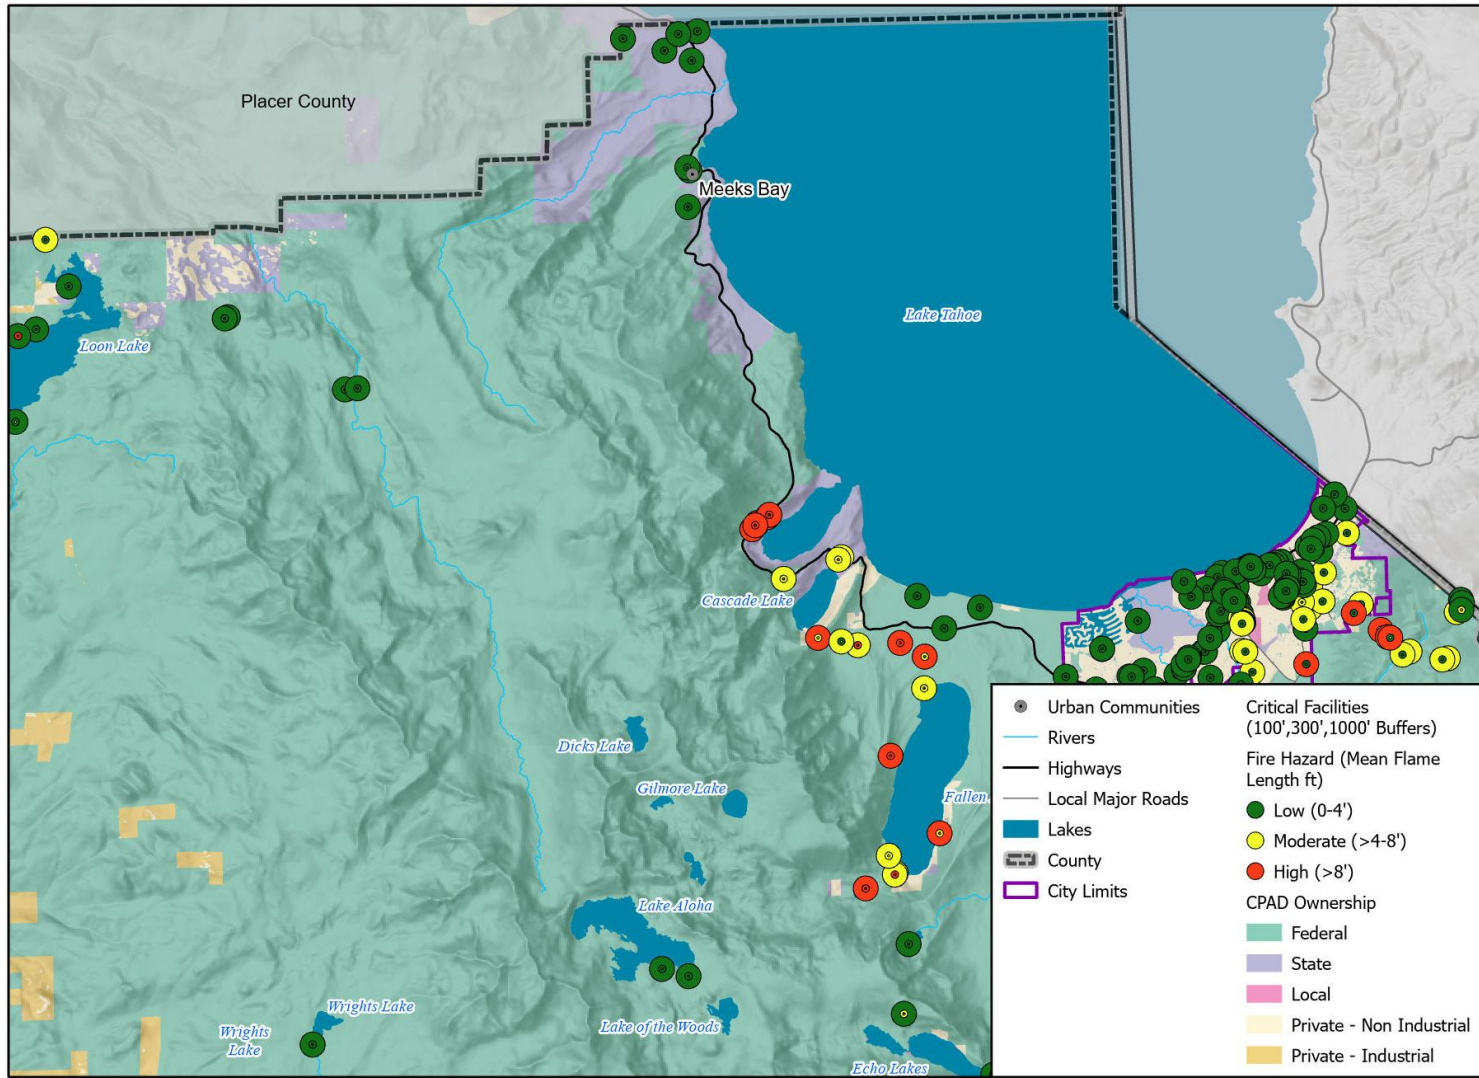 Placer County
Meeks Bay
Lake Tahoe
Loon Lake
Cascade Lake
Dicks Lake
Gilmore Lake
Fallen
Lake Aloha
Wrights Lake
Wrights
Lake
Lake of the Woods
Echo Lakes
Urban Communities
Rivers
Highways
Local Major Roads
Lakes
County
City Limits
Critical Facilities
(100',300',1000' Buffers)
Fire Hazard (Mean Flame
Length ft)
Low (0-4')
Moderate (>4-8')
High (>8')
CPAD Ownership
Federal
State
Local
Private - Non Industrial
Private - Industrial